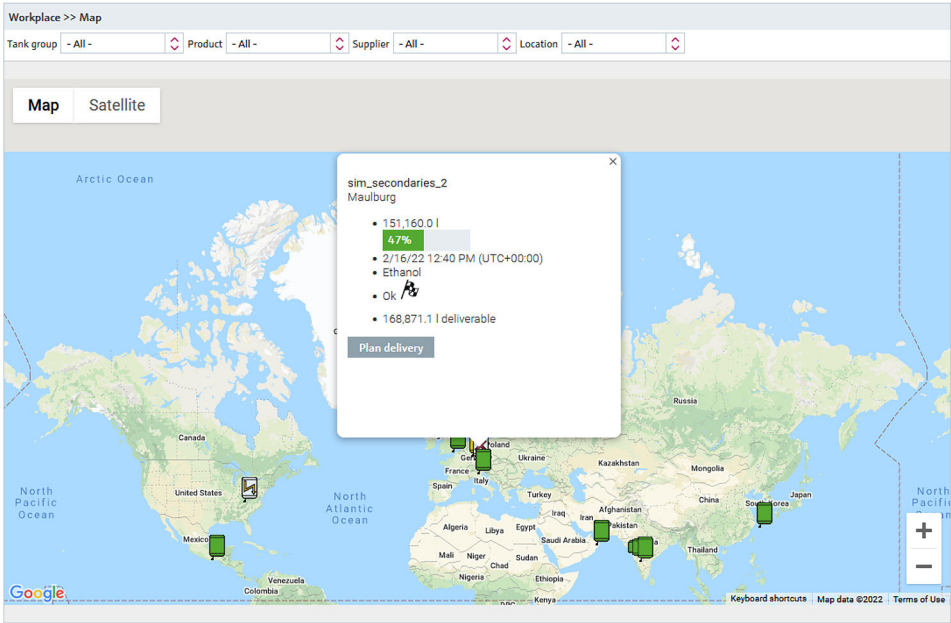 Workplace >> Map
Tank group - All - Product - All - Supplier - All - Location - All -
Map Satellite
Arctic Ocean
sim_secondaries_2
Maulburg
151,160.0 l
47%
2/16/22 12:40 PM (UTC+00:00)
Ethanol
Ok
168,871.1 l deliverable
Plan delivery
Russia
Canada
Poland
Ukraine
Kazakhstan
Mongolia
France
Italy
Spain
Turkey
United States
North
Pacific
Ocean
North
Atlantic
Ocean
China
Japan
North
Iraq
Iran
Afghanistan
Pakistan
Algeria
Libya
Egypt
Saudi Arabia
Mexico
Mali
Niger
Chad
Sudan
Thailand
Nigeria
Ethiopia
Venezuela
Colombia
Kenya
Google
Keyboard shortcuts Map data ©2022 Terms of Use